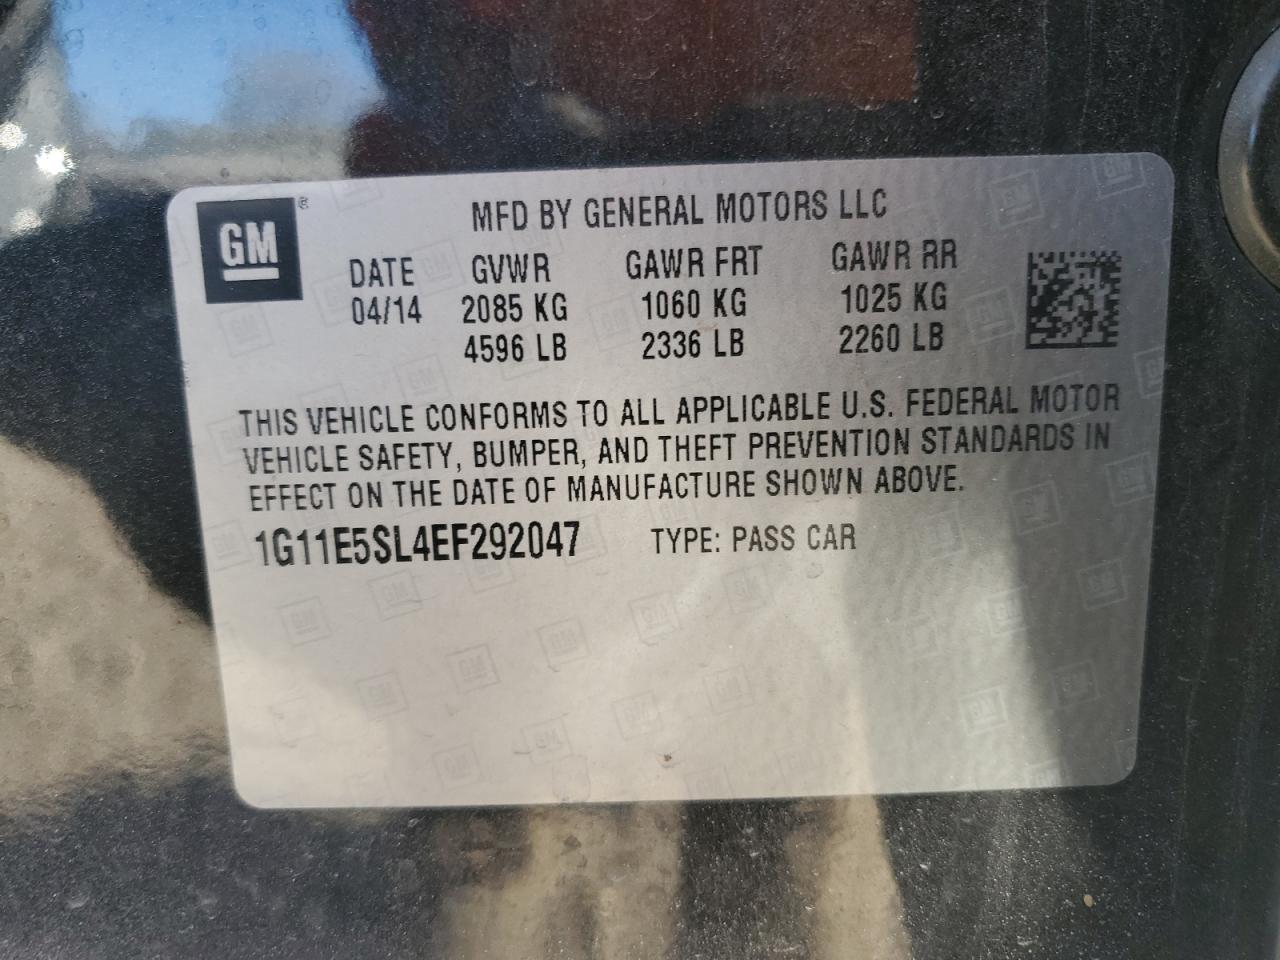 GM ®
MFD BY GENERAL MOTORS LLC
DATE GVWR GAWR FRT GAWR RR
04/14 2085 KG 1060 KG 1025 KG
4596 LB 2336 LB 2260 LB
THIS VEHICLE CONFORMS TO ALL APPLICABLE U.S. FEDERAL MOTOR
VEHICLE SAFETY, BUMPER, AND THEFT PREVENTION STANDARDS IN
EFFECT ON THE DATE OF MANUFACTURE SHOWN ABOVE.
1G11E5SL4EF292047 TYPE: PASS CAR